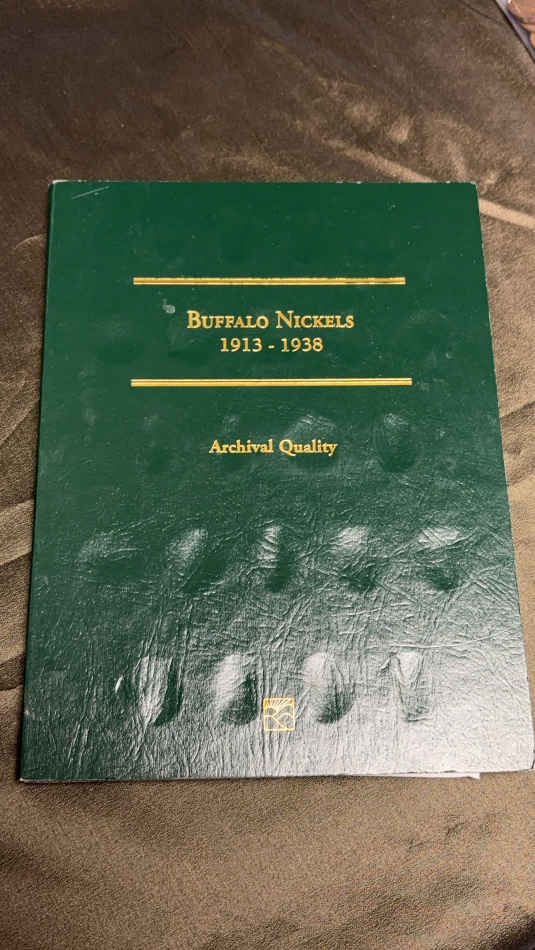 BUFFALO NICKELS
1913 - 1938
Archival Quality